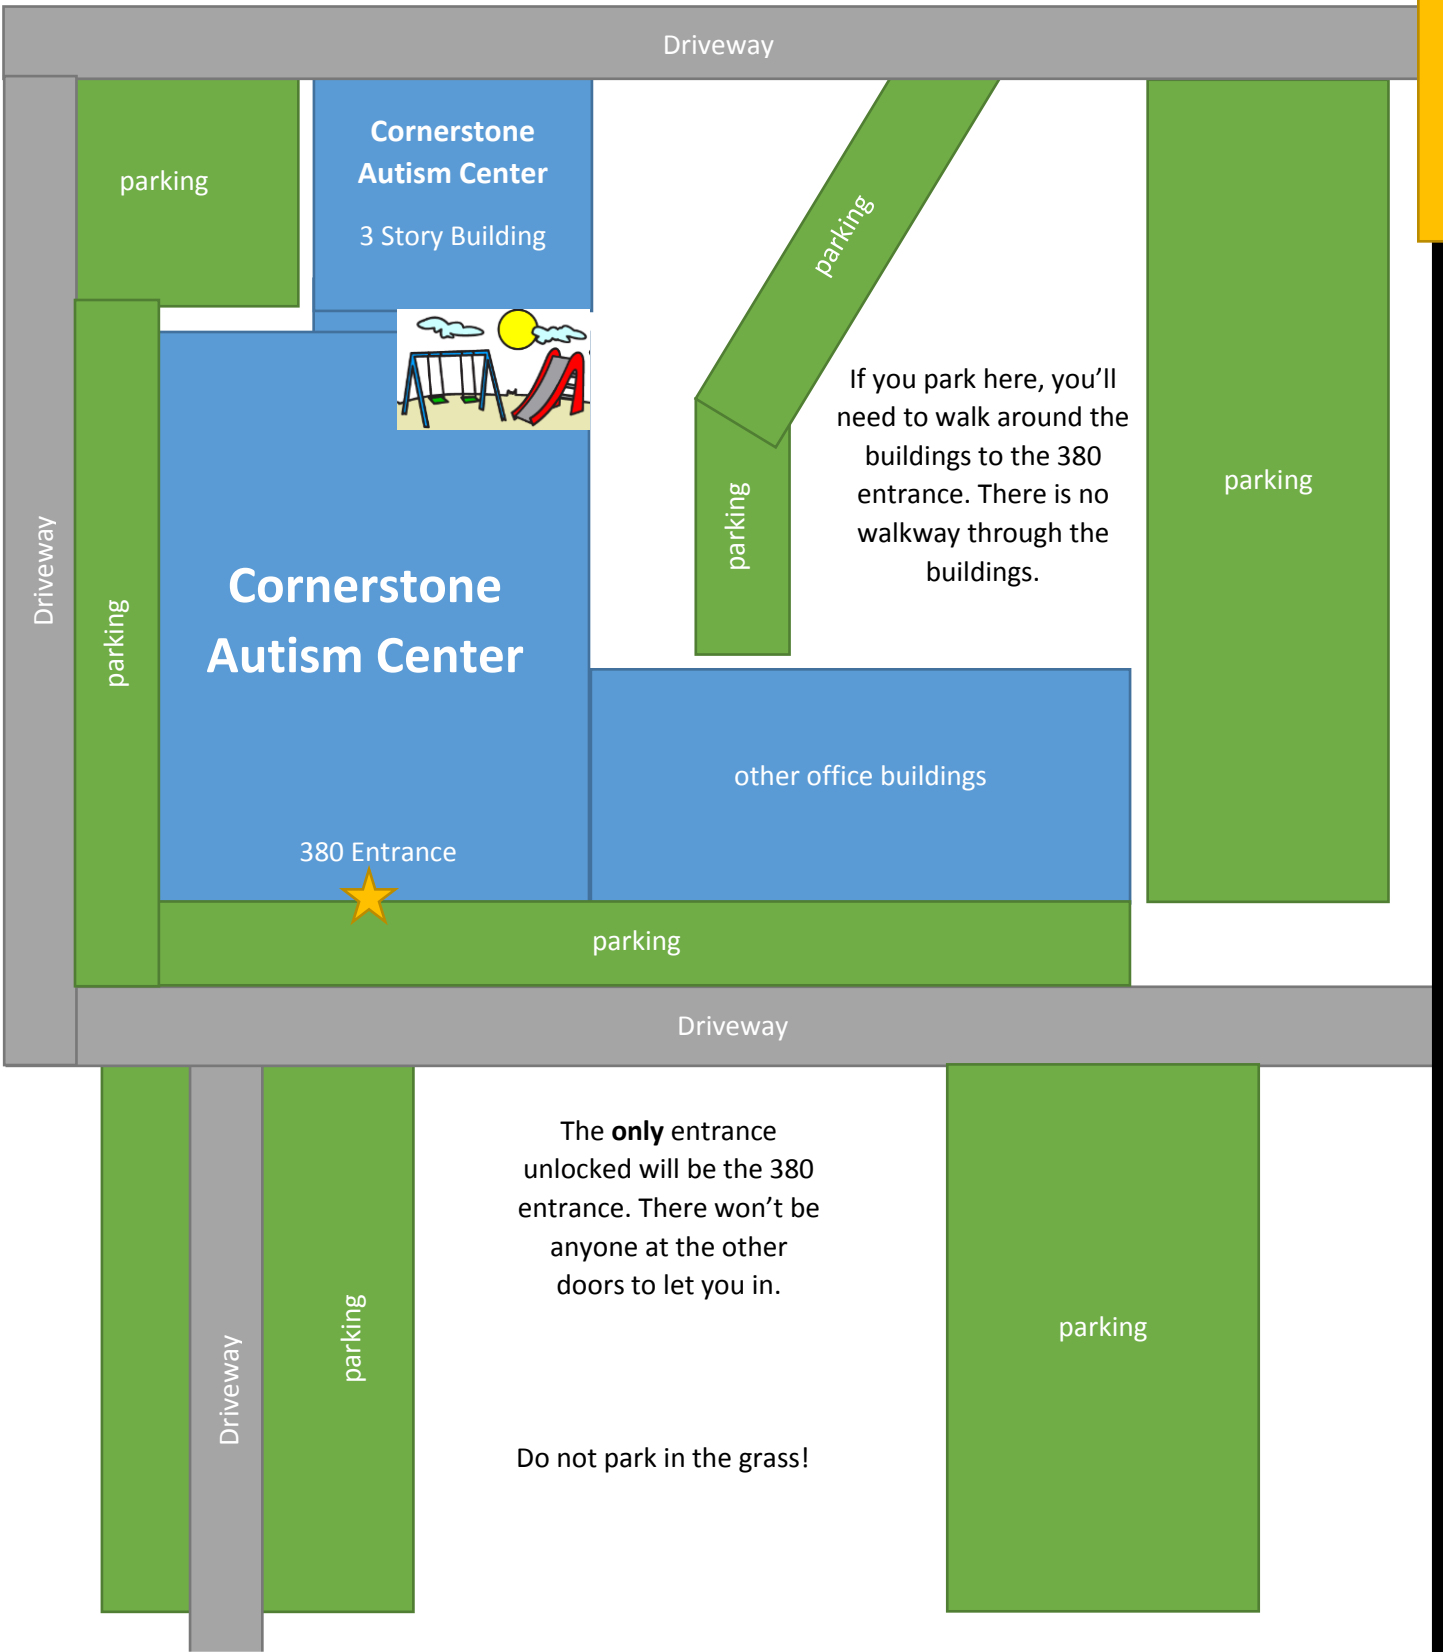 Driveway
Cornerstone
Autism Center
3 Story Building
parking
parking
If you park here, you’ll
need to walk around the
buildings to the 380
entrance. There is no
walkway through the
buildings.
parking
parking
Driveway
parking
Cornerstone
Autism Center
other office buildings
380 Entrance
parking
Driveway
The only entrance
unlocked will be the 380
entrance. There won’t be
anyone at the other
doors to let you in.
parking
Driveway
parking
Do not park in the grass!